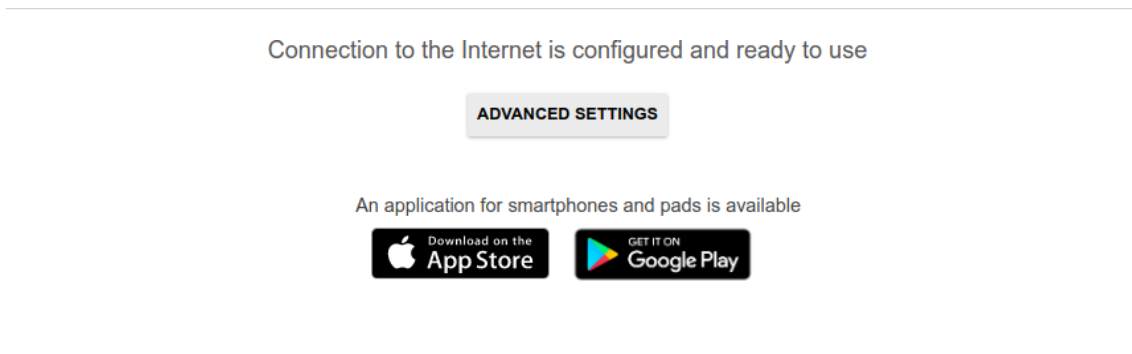 Connection to the Internet is configured and ready to use
ADVANCED SETTINGS
An application for smartphones and pads is available
Download on the
App Store
GET IT ON
Google Play